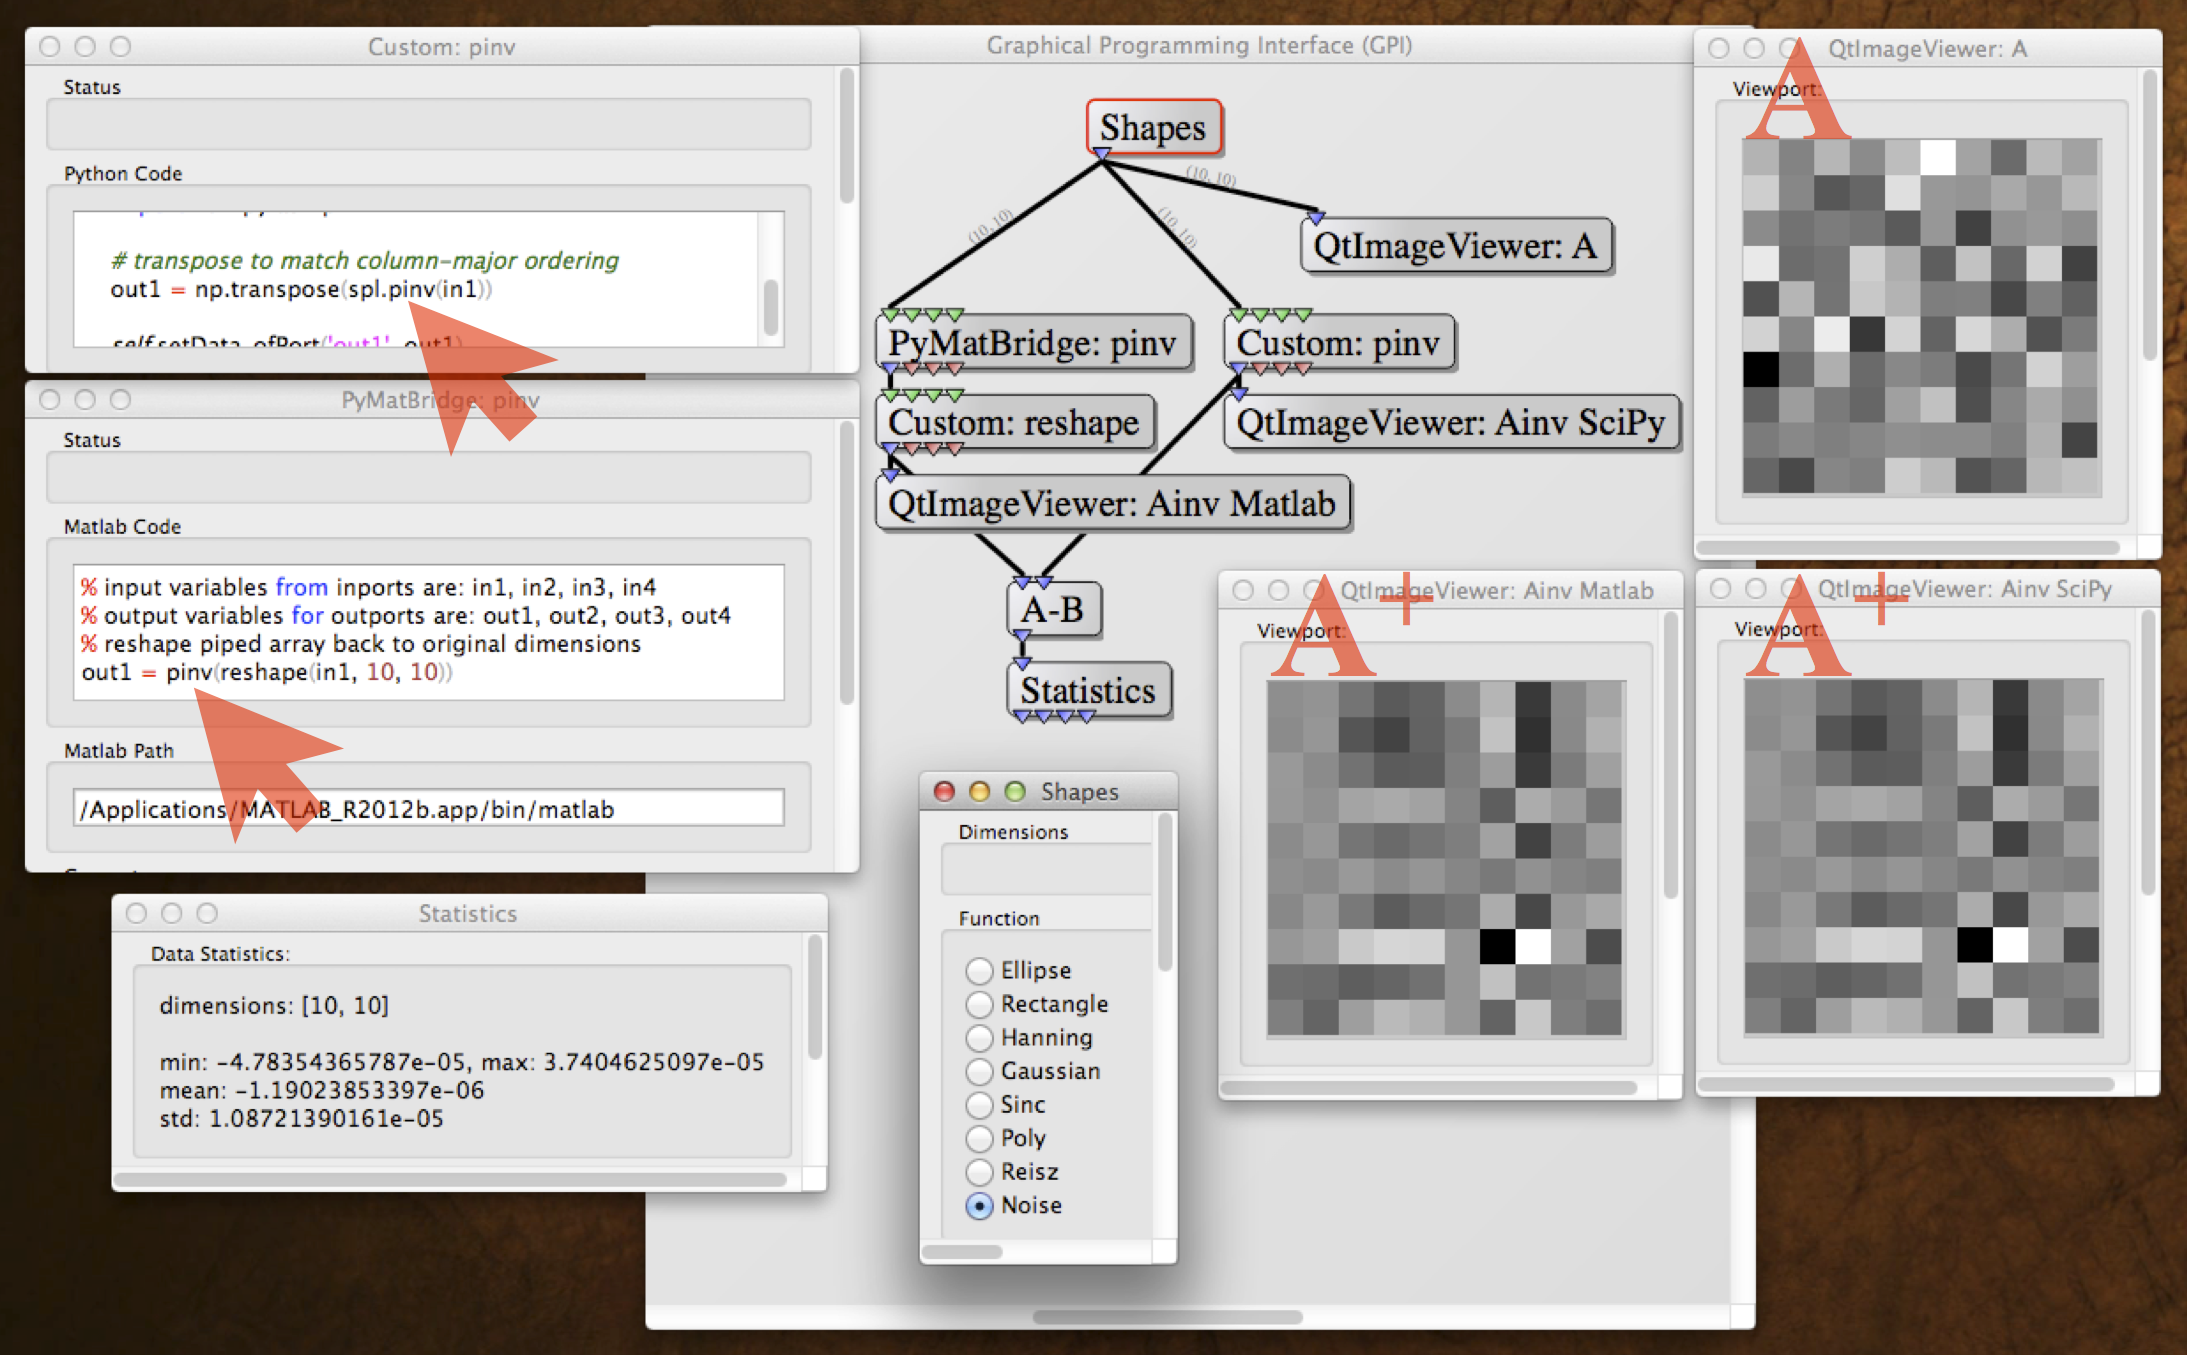 Custom: pinv
Status
Python Code
# transpose to match column-major ordering
out1 = np.transpose(spl.pinv(in1))
self.setData_ofPort('out1', out1)
PyMatBridge: pinv
Status
Matlab Code
% input variables from inports are: in1, in2, in3, in4
% output variables for outports are: out1, out2, out3, out4
% reshape piped array back to original dimensions
out1 = pinv(reshape(in1, 10, 10))
Matlab Path
/Applications/MATLAB_R2012b.app/bin/matlab
Statistics
Data Statistics:
dimensions: [10, 10]
min: -4.78354365787e-05, max: 3.7404625097e-05
mean: -1.19023853397e-06
std: 1.08721390161e-05
Graphical Programming Interface (GPI)
Shapes
(10, 10)
(10, 10)
(10, 10)
QtImageViewer: A
PyMatBridge: pinv
Custom: pinv
Custom: reshape
QtImageViewer: Ainv SciPy
QtImageViewer: Ainv Matlab
A-B
Statistics
Shapes
Dimensions
Function
Ellipse
Rectangle
Hanning
Gaussian
Sinc
Poly
Reisz
Noise
QtImageViewer: A
Viewport:
A
QtImageViewer: Ainv Matlab
Viewport:
A+
QtImageViewer: Ainv SciPy
Viewport:
A+